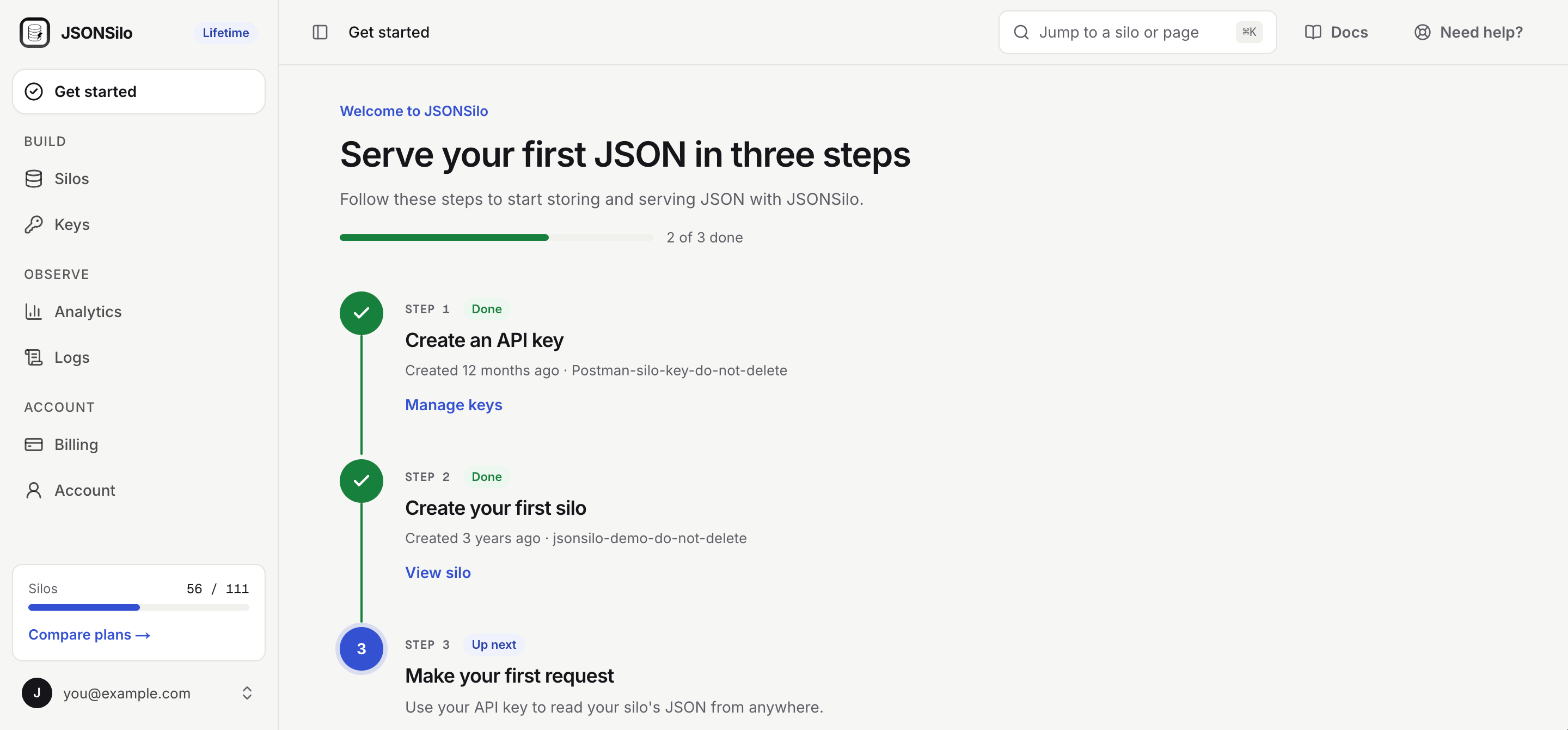 JSONSilo
Lifetime
Get started
BUILD
Silos
Keys
OBSERVE
Analytics
Logs
ACCOUNT
Billing
Account
Silos 56 / 111
Compare plans →
J you@example.com
Get started
Jump to a silo or page ⌘K
Docs
Need help?
Welcome to JSONSilo
Serve your first JSON in three steps
Follow these steps to start storing and serving JSON with JSONSilo.
2 of 3 done
STEP 1 Done
Create an API key
Created 12 months ago · Postman-silo-key-do-not-delete
Manage keys
STEP 2 Done
Create your first silo
Created 3 years ago · jsonsilo-demo-do-not-delete
View silo
3 STEP 3 Up next
Make your first request
Use your API key to read your silo's JSON from anywhere.